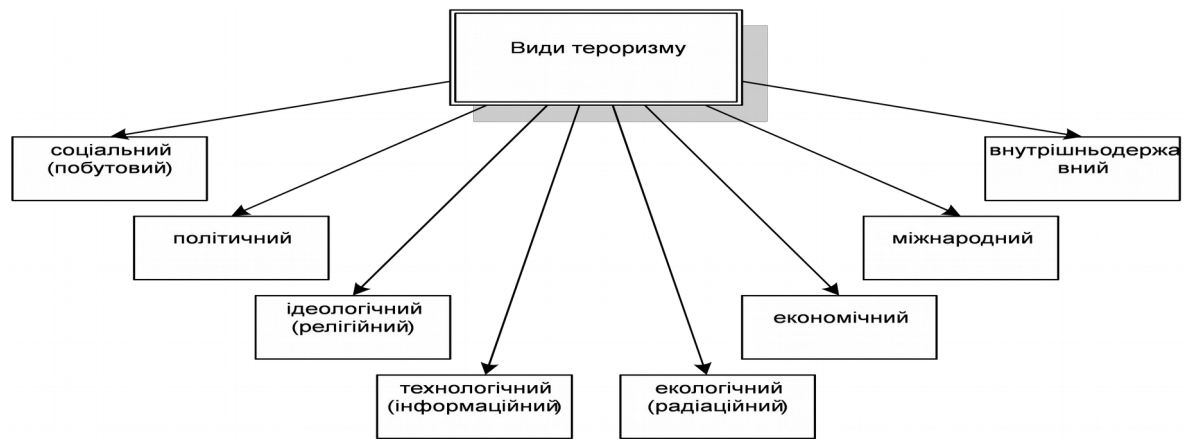 Види тероризму
соціальний
(побутовий)
внутрішньодержа
вний
політичний
міжнародний
ідеологічний
(релігійний)
економічний
технологічний
(інформаційний)
екологічний
(радіаційний)